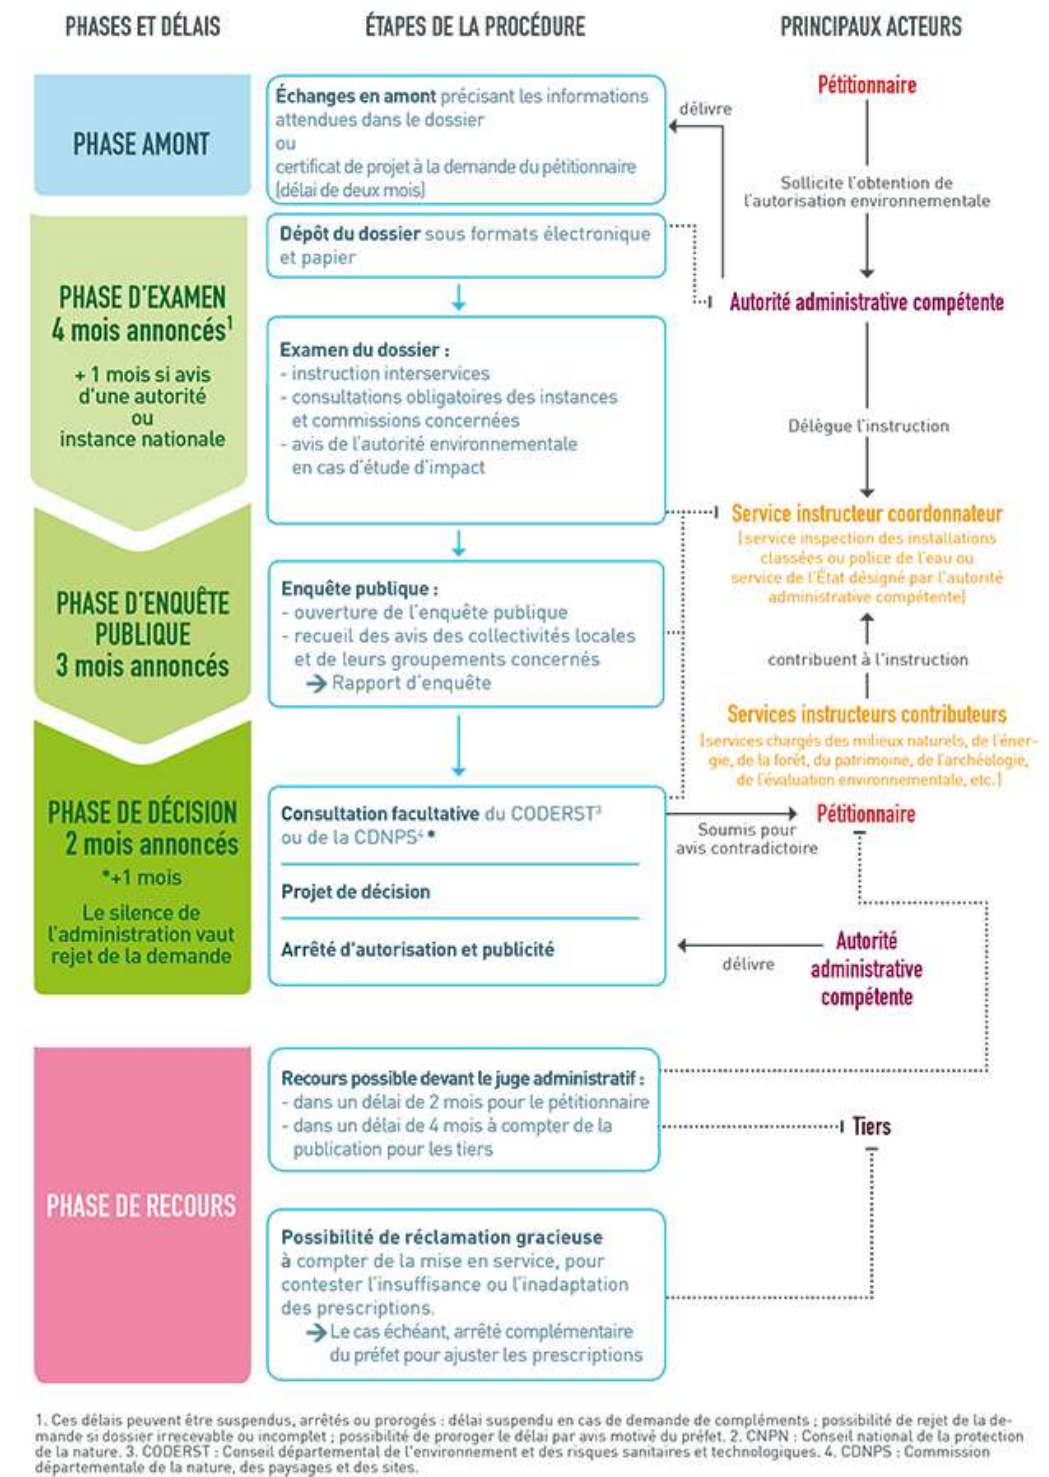 PHASES ET DÉLAIS
ÉTAPES DE LA PROCÉDURE
PRINCIPAUX ACTEURS
PHASE AMONT
Échanges en amont précisant les informations
attendues dans le dossier
ou
certificat de projet à la demande du pétitionnaire
(délai de deux mois)
délivre
Pétitionnaire
Sollicite l'obtention de
l'autorisation environnementale
PHASE D'EXAMEN
4 mois annoncés¹
+ 1 mois si avis
d'une autorité
ou
instance nationale
Dépôt du dossier sous formats électronique
et papier
Autorité administrative compétente
Examen du dossier :
- instruction interservices
- consultations obligatoires des instances
et commissions concernées
- avis de l'autorité environnementale
en cas d'étude d'impact
Délègue l'instruction
Service instructeur coordonnateur
(service inspection des installations
classées ou police de l'eau ou
service de l'État désigné par l'autorité
administrative compétente)
PHASE D'ENQUÊTE
PUBLIQUE
3 mois annoncés
Enquête publique :
- ouverture de l'enquête publique
- recueil des avis des collectivités locales
et de leurs groupements concernés
→ Rapport d'enquête
contribuent à l'instruction
Services instructeurs contributeurs
(services chargés des milieux naturels, de l'éner-
gie, de la forêt, du patrimoine, de l'archéologie,
de l'évaluation environnementale, etc.)
PHASE DE DÉCISION
2 mois annoncés
*+1 mois
Le silence de
l'administration vaut
rejet de la demande
Consultation facultative du CODERST³
ou de la CDNPS⁴ *
Projet de décision
Arrêté d'autorisation et publicité
Soumis pour
avis contradictoire
Pétitionnaire
délivre
Autorité
administrative
compétente
PHASE DE RECOURS
Recours possible devant le juge administratif :
- dans un délai de 2 mois pour le pétitionnaire
- dans un délai de 4 mois à compter de la
publication pour les tiers
Tiers
Possibilité de réclamation gracieuse
à compter de la mise en service, pour
contester l'insuffisance ou l'inadaptation
des prescriptions.
→ Le cas échéant, arrêté complémentaire
du préfet pour ajuster les prescriptions
1. Ces délais peuvent être suspendus, arrêtés ou prorogés : délai suspendu en cas de demande de compléments ; possibilité de rejet de la de-
mande si dossier irrecevable ou incomplet ; possibilité de proroger le délai par avis motivé du préfet. 2. CNPN : Conseil national de la protection
de la nature. 3. CODERST : Conseil départemental de l'environnement et des risques sanitaires et technologiques. 4. CDNPS : Commission
départementale de la nature, des paysages et des sites.